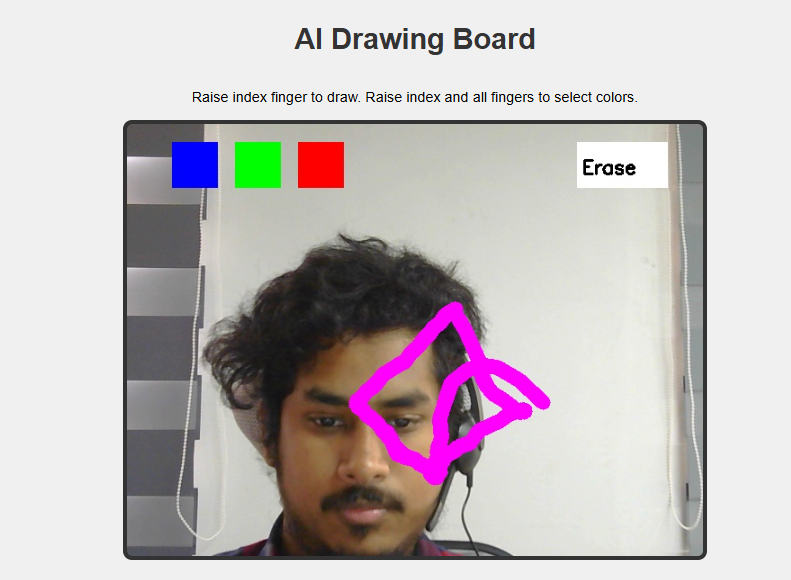 AI Drawing Board
Raise index finger to draw. Raise index and all fingers to select colors.
Erase